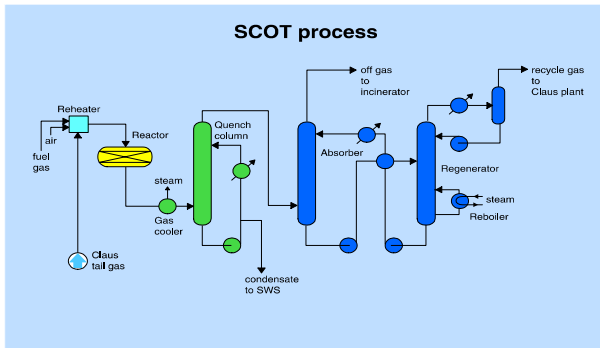 SCOT process
off gas
to
incinerator
recycle gas
to
Claus plant
Reheater
air
fuel
gas
Reactor
Quench
column
Absorber
Regenerator
steam
Gas
cooler
steam
Reboiler
Claus
tail gas
condensate
to SWS